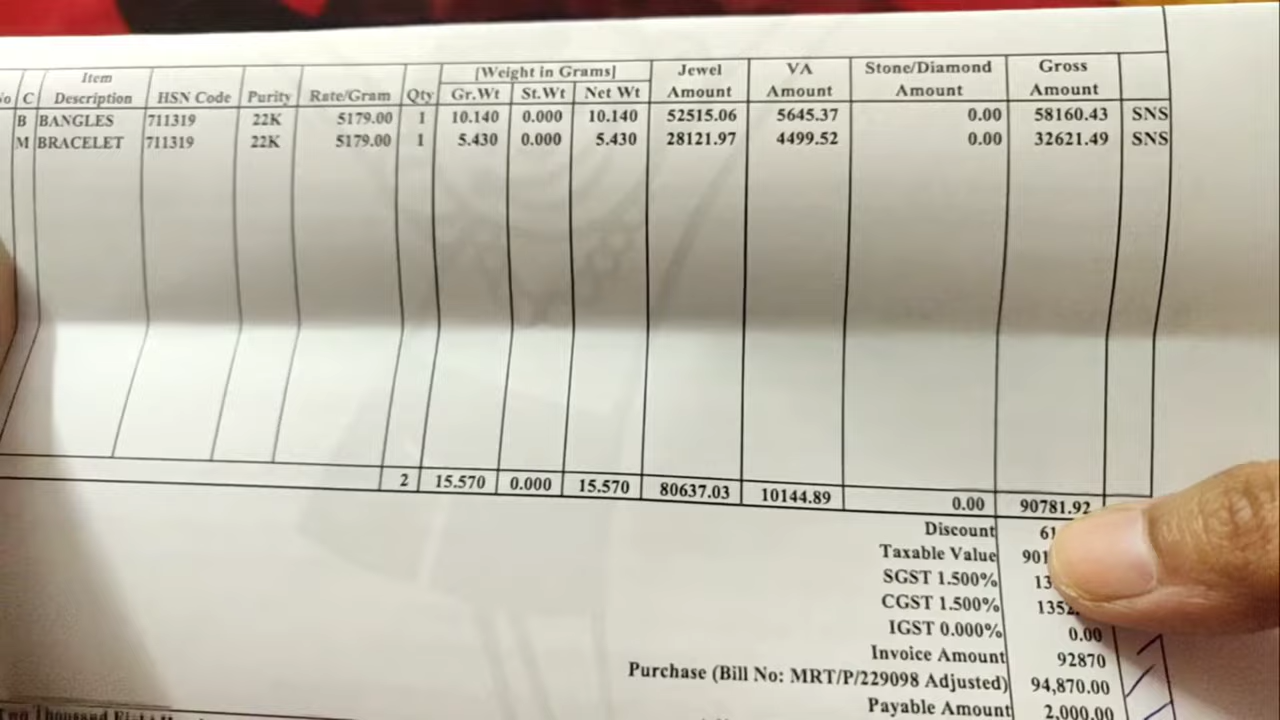 Item [Weight in Grams] Jewel VA Stone/Diamond Gross
C Description HSN Code Purity Rate/Gram Qty Gr.Wt St.Wt Net Wt Amount Amount Amount Amount
B BANGLES 711319 22K 5179.00 1 10.140 0.000 10.140 52515.06 5645.37 0.00 58160.43 SNS
M BRACELET 711319 22K 5179.00 1 5.430 0.000 5.430 28121.97 4499.52 0.00 32621.49 SNS
2 15.570 0.000 15.570 80637.03 10144.89 0.00 90781.92
Discount
Taxable Value
SGST 1.500%
CGST 1.500%
IGST 0.000% 0.00
Invoice Amount 92870
Purchase (Bill No: MRT/P/229098 Adjusted) 94,870.00
Payable Amount 2,000.00